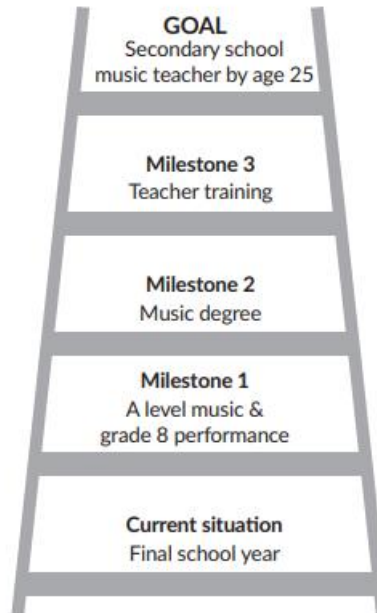 GOAL
Secondary school
music teacher by age 25
Milestone 3
Teacher training
Milestone 2
Music degree
Milestone 1
A level music &
grade 8 performance
Current situation
Final school year